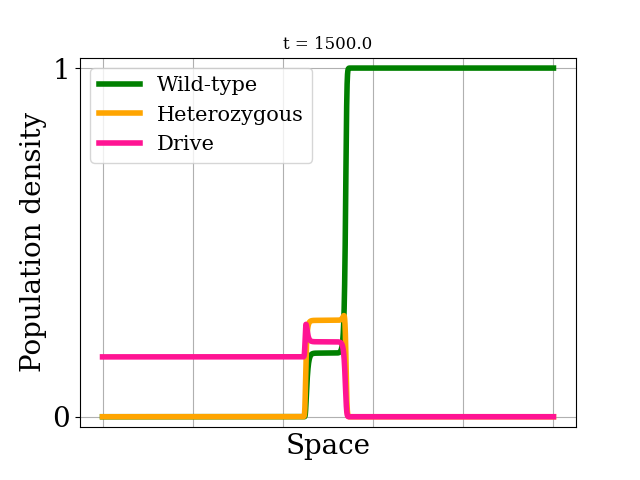 t = 1500.0
1
Wild-type
Heterozygous
Drive
Population density
0
Space